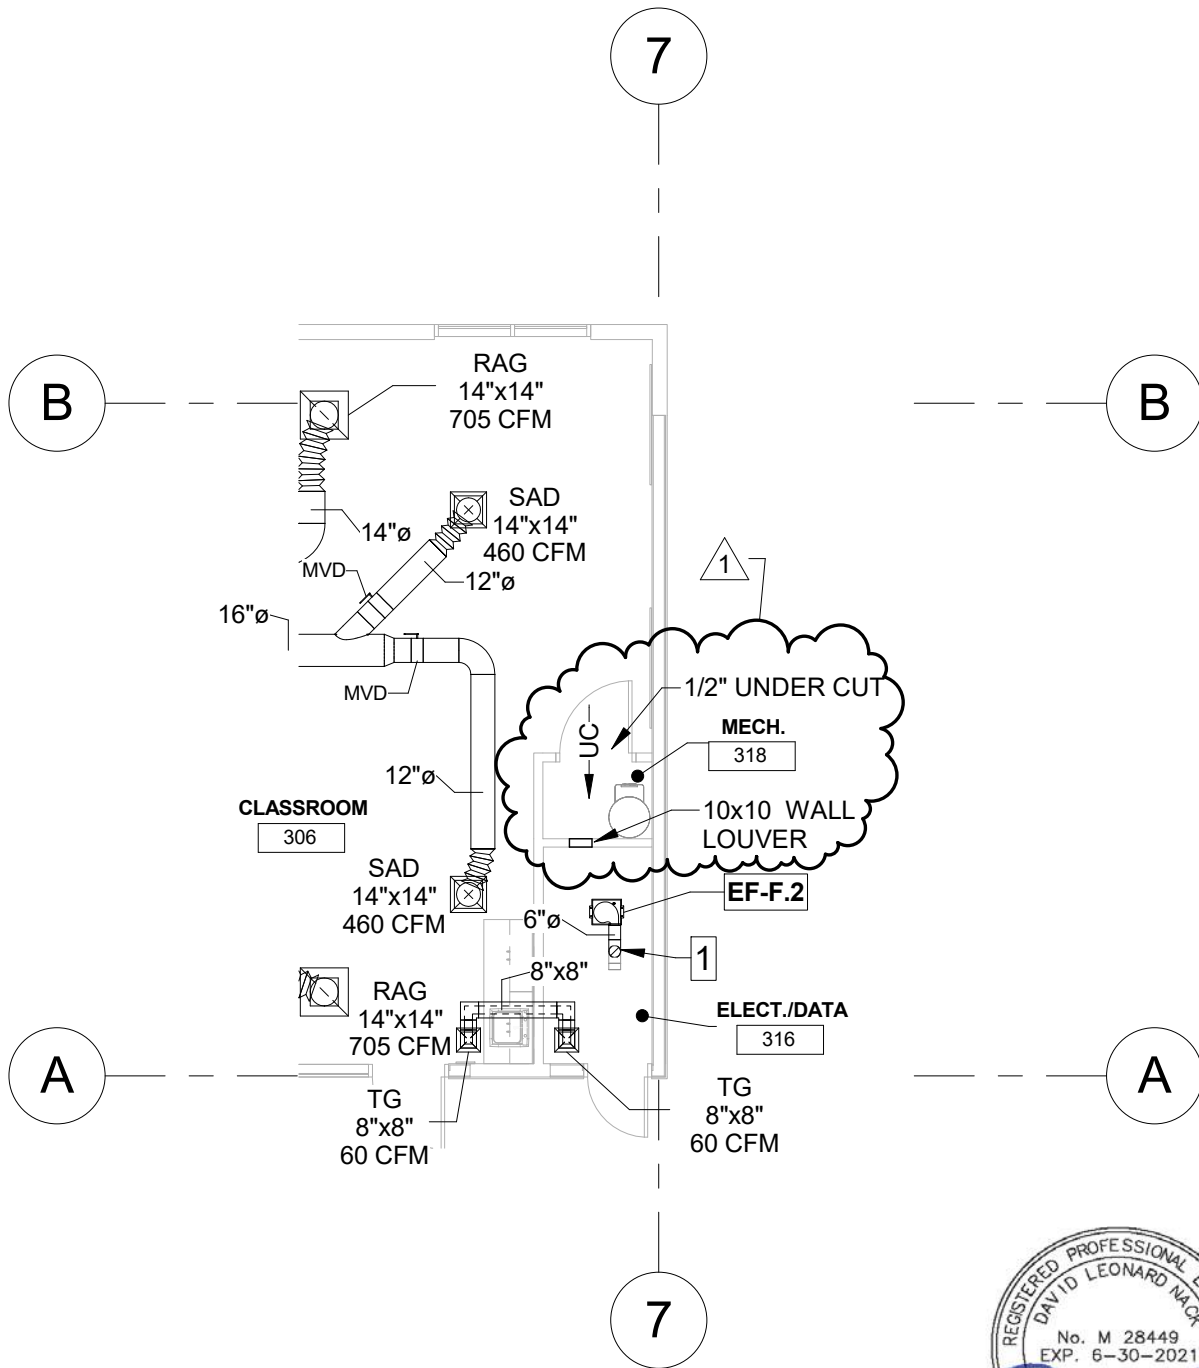 7
B
B
RAG
14"x14"
705 CFM
SAD
14"x14"
460 CFM
14"ø
MVD
12"ø
16"ø
1
MVD
1/2" UNDER CUT
UC
MECH.
318
12"ø
CLASSROOM
306
10x10 WALL
LOUVER
SAD
14"x14"
460 CFM
EF-F.2
6"ø
1
8"x8"
RAG
14"x14"
705 CFM
ELECT./DATA
316
A
A
TG
8"x8"
60 CFM
TG
8"x8"
60 CFM
7
REGISTERED PROFESSIONAL
DAVID LEONARD
No. M 28449
EXP. 6-30-2021